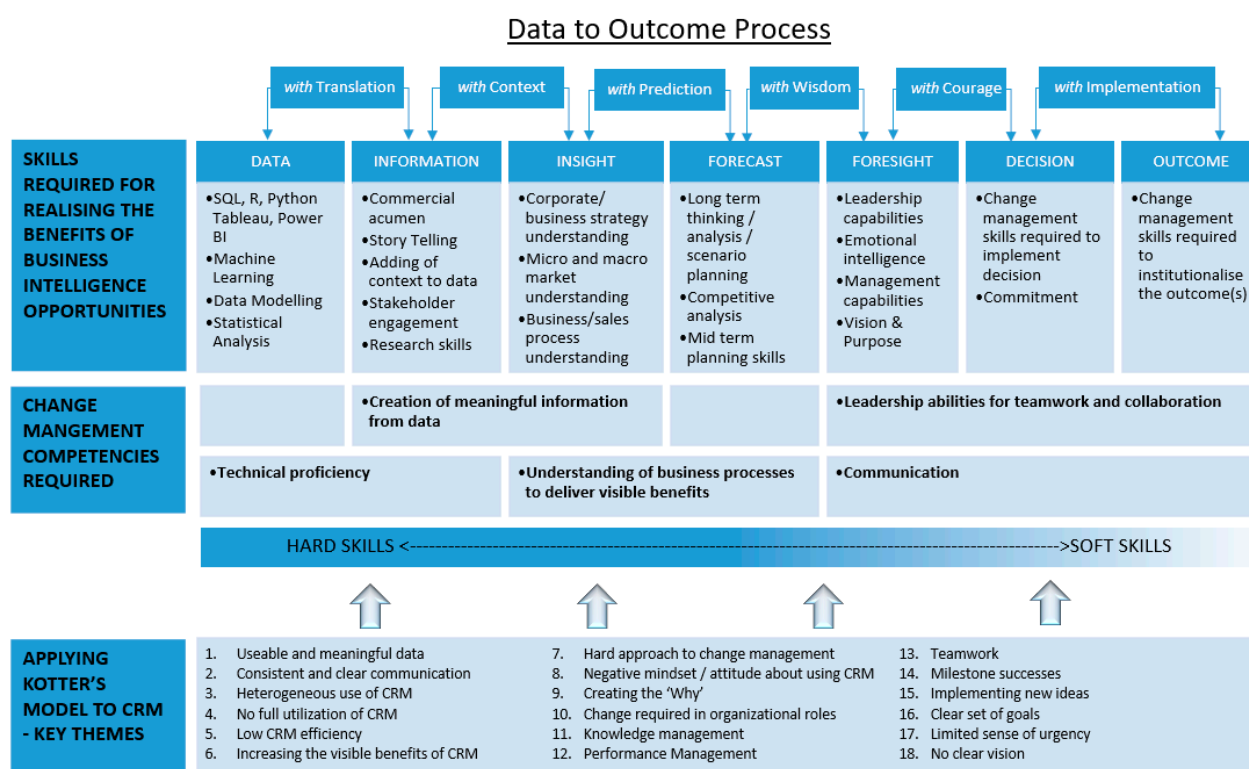 Data to Outcome Process
with Translation
with Context
with Prediction
with Wisdom
with Courage
with Implementation
SKILLS
REQUIRED FOR
REALISING THE
BENEFITS OF
BUSINESS
INTELLIGENCE
OPPORTUNITIES
DATA
•SQL, R, Python
Tableau, Power
BI
•Machine
Learning
•Data Modelling
•Statistical
Analysis
INFORMATION
•Commercial
acumen
•Story Telling
•Adding of
context to data
•Stakeholder
engagement
•Research skills
INSIGHT
•Corporate/
business strategy
understanding
•Micro and macro
market
understanding
•Business/sales
process
understanding
FORECAST
•Long term
thinking /
analysis /
scenario
planning
•Competitive
analysis
•Mid term
planning skills
FORESIGHT
•Leadership
capabilities
•Emotional
intelligence
•Management
capabilities
•Vision &
Purpose
DECISION
•Change
management
skills required to
implement
decision
•Commitment
OUTCOME
•Change
management
skills required
to
institutionalise
the outcome(s)
CHANGE
MANGEMENT
COMPETENCIES
REQUIRED
•Creation of meaningful information
from data
•Leadership abilities for teamwork and collaboration
•Technical proficiency
•Understanding of business processes
to deliver visible benefits
•Communication
HARD SKILLS <---------------------------------------------------------------------------------------------------->SOFT SKILLS
APPLYING
KOTTER'S
MODEL TO CRM
- KEY THEMES
1. Useable and meaningful data
2. Consistent and clear communication
3. Heterogeneous use of CRM
4. No full utilization of CRM
5. Low CRM efficiency
6. Increasing the visible benefits of CRM
7. Hard approach to change management
8. Negative mindset / attitude about using CRM
9. Creating the 'Why'
10. Change required in organizational roles
11. Knowledge management
12. Performance Management
13. Teamwork
14. Milestone successes
15. Implementing new ideas
16. Clear set of goals
17. Limited sense of urgency
18. No clear vision